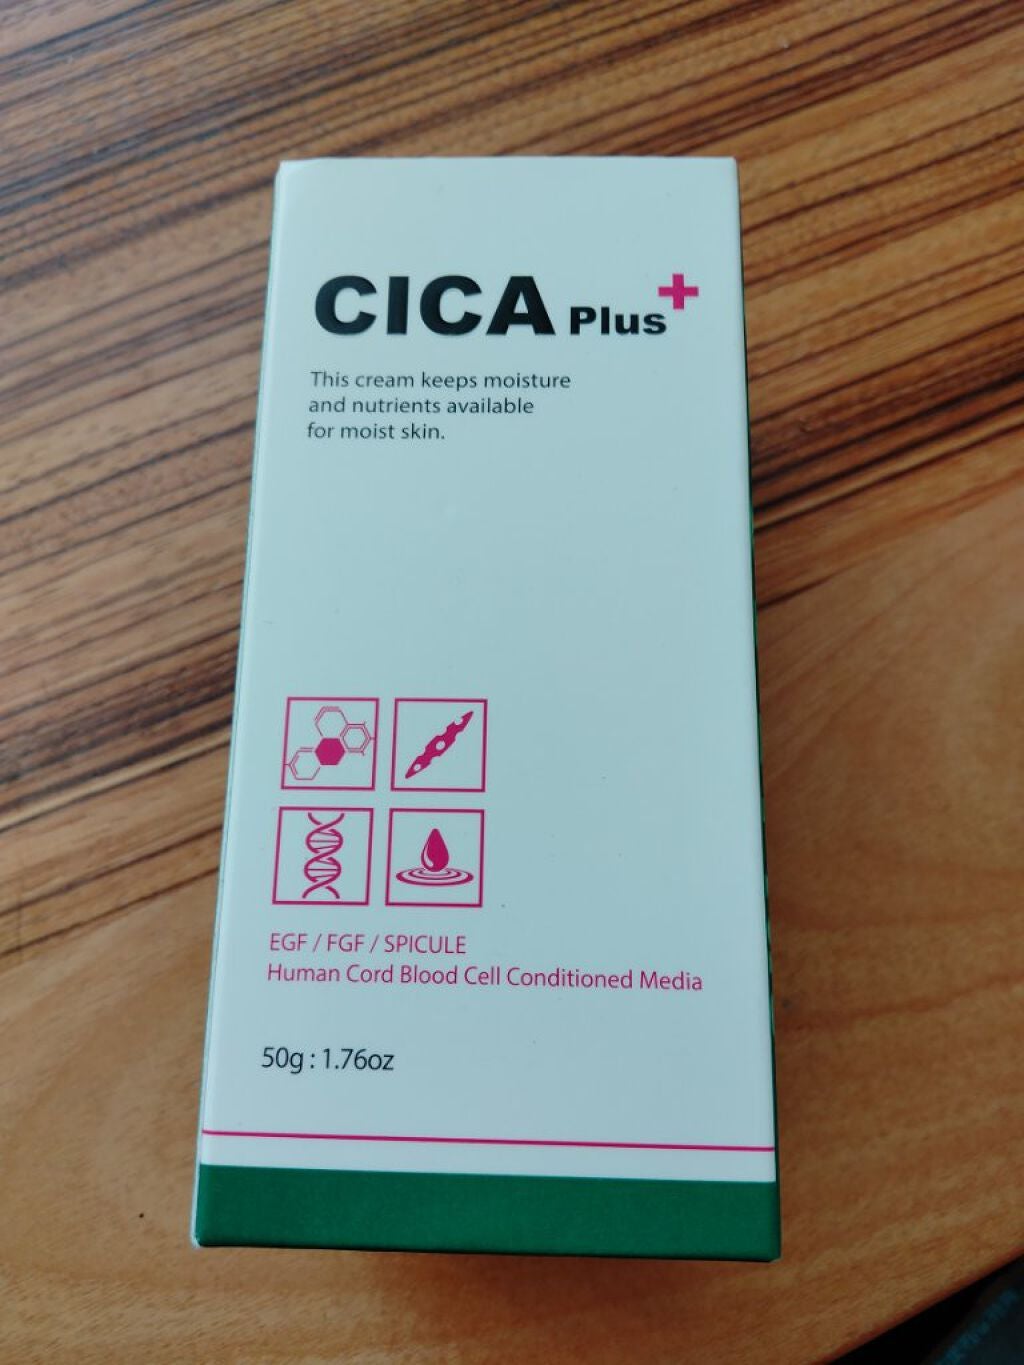 CICA Plus+
This cream keeps moisture
and nutrients available
for moist skin.
EGF / FGF / SPICULE
Human Cord Blood Cell Conditioned Media
50g : 1.76oz